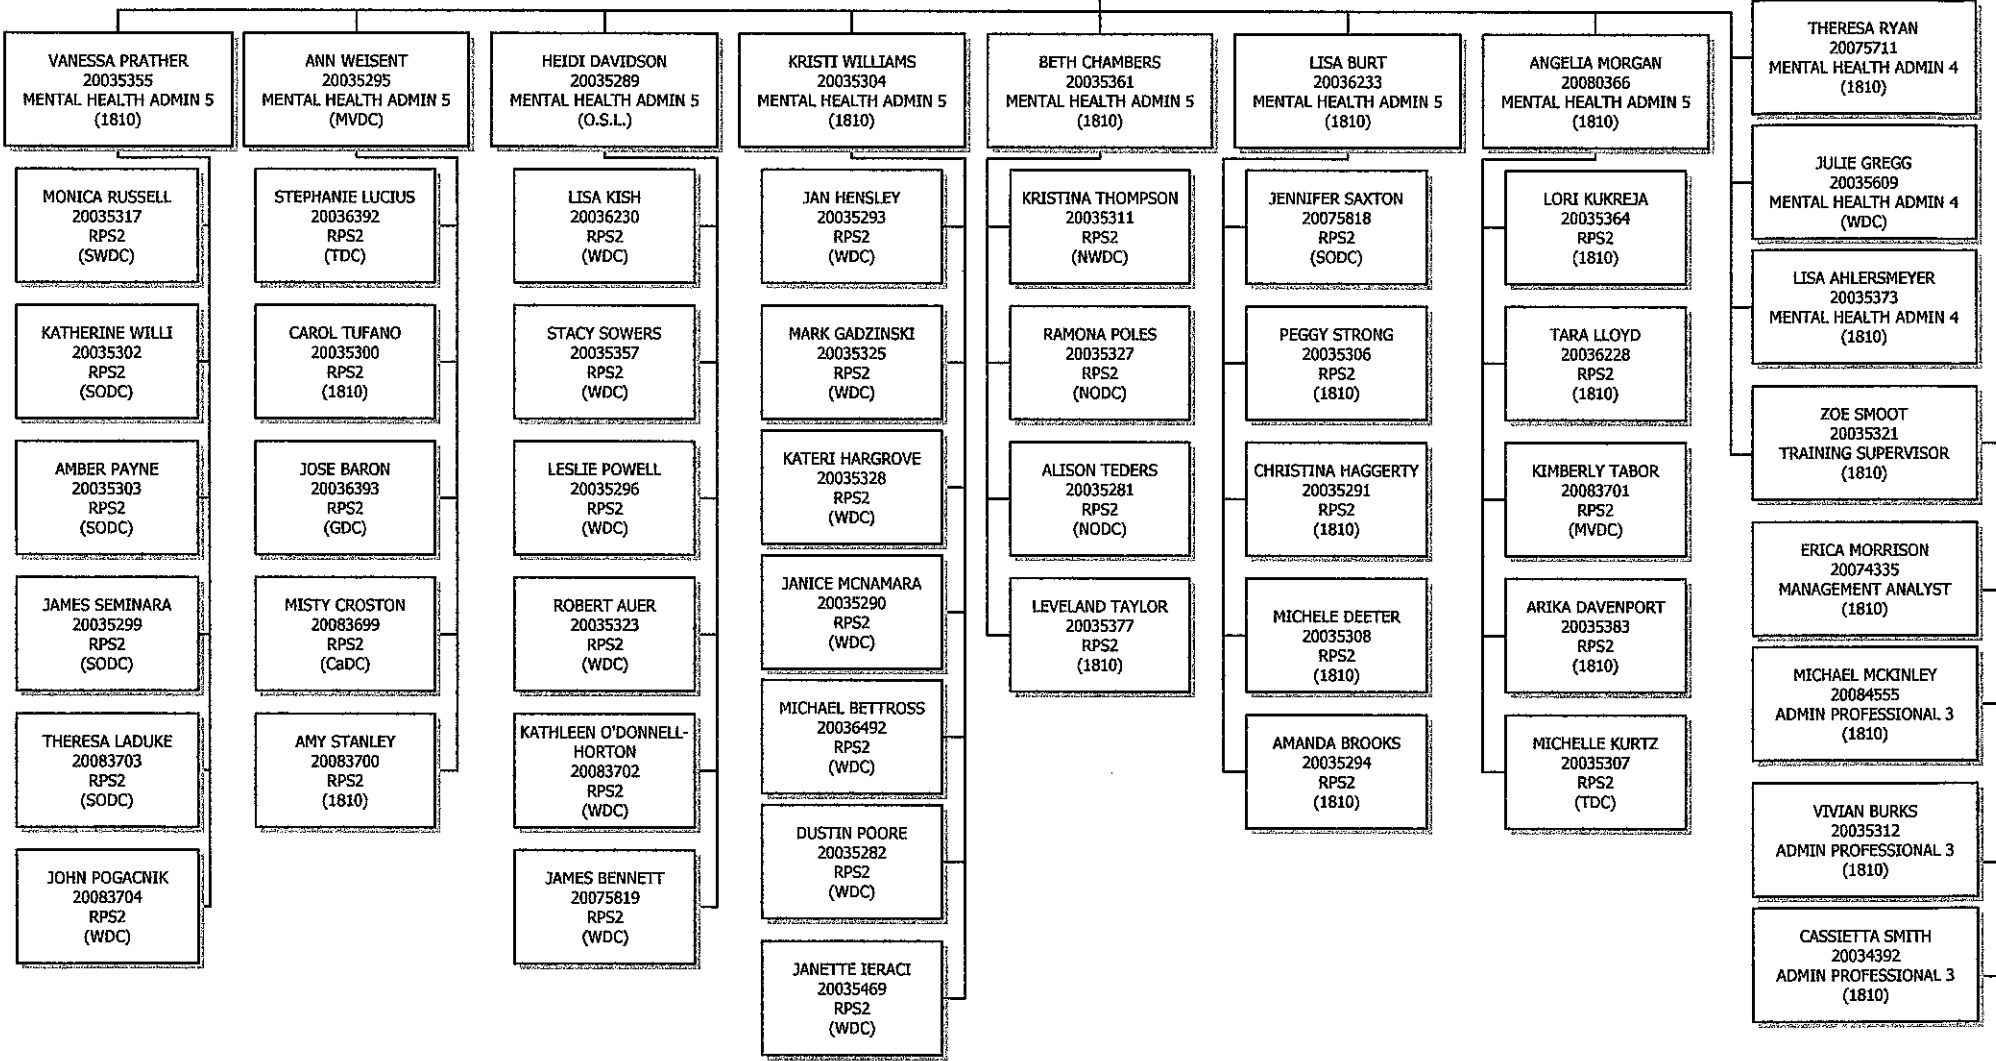 VANESSA PRATHER
20035355
MENTAL HEALTH ADMIN 5
(1810)
MONICA RUSSELL
20035317
RPS2
(SWDC)
KATHERINE WILLI
20035302
RPS2
(SODC)
AMBER PAYNE
20035303
RPS2
(SODC)
JAMES SEMINARA
20035299
RPS2
(SODC)
THERESA LADUKE
20083703
RPS2
(SODC)
JOHN POGACNIK
20083704
RPS2
(WDC)
ANN WEISENT
20035295
MENTAL HEALTH ADMIN 5
(MVDC)
STEPHANIE LUCIUS
20036392
RPS2
(TDC)
CAROL TUFANO
20035300
RPS2
(1810)
JOSE BARON
20036393
RPS2
(GDC)
MISTY CROSTON
20083699
RPS2
(CaDC)
AMY STANLEY
20083700
RPS2
(1810)
HEIDI DAVIDSON
20035289
MENTAL HEALTH ADMIN 5
(O.S.L.)
LISA KISH
20036230
RPS2
(WDC)
STACY SOWERS
20035357
RPS2
(WDC)
LESLIE POWELL
20035296
RPS2
(WDC)
ROBERT AUER
20035323
RPS2
(WDC)
KATHLEEN O'DONNELL-
HORTON
20083702
RPS2
(WDC)
JAMES BENNETT
20075819
RPS2
(WDC)
KRISTI WILLIAMS
20035304
MENTAL HEALTH ADMIN 5
(1810)
JAN HENSLEY
20035293
RPS2
(WDC)
MARK GADZINSKI
20035325
RPS2
(WDC)
KATERI HARGROVE
20035328
RPS2
(WDC)
JANICE MCNAMARA
20035290
RPS2
(WDC)
MICHAEL BETTROSS
20036492
RPS2
(WDC)
DUSTIN POORE
20035282
RPS2
(WDC)
JANETTE IERACI
20035469
RPS2
(WDC)
BETH CHAMBERS
20035361
MENTAL HEALTH ADMIN 5
(1810)
KRISTINA THOMPSON
20035311
RPS2
(NWDC)
RAMONA POLES
20035327
RPS2
(NODC)
ALISON TEDERS
20035281
RPS2
(NODC)
LEVELAND TAYLOR
20035377
RPS2
(1810)
LISA BURT
20036233
MENTAL HEALTH ADMIN 5
(1810)
JENNIFER SAXTON
20075818
RPS2
(SODC)
PEGGY STRONG
20035306
RPS2
(1810)
CHRISTINA HAGGERTY
20035291
RPS2
(1810)
MICHELE DEETER
20035308
RPS2
(1810)
AMANDA BROOKS
20035294
RPS2
(1810)
ANGELIA MORGAN
20080366
MENTAL HEALTH ADMIN 5
(1810)
LORI KUKREJA
20035364
RPS2
(1810)
TARA LLOYD
20036228
RPS2
(1810)
KIMBERLY TABOR
20083701
RPS2
(MVDC)
ARIKA DAVENPORT
20035383
RPS2
(1810)
MICHELLE KURTZ
20035307
RPS2
(TDC)
THERESA RYAN
20075711
MENTAL HEALTH ADMIN 4
(1810)
JULIE GREGG
20035609
MENTAL HEALTH ADMIN 4
(WDC)
LISA AHLERSMEYER
20035373
MENTAL HEALTH ADMIN 4
(1810)
ZOE SMOOT
20035321
TRAINING SUPERVISOR
(1810)
ERICA MORRISON
20074335
MANAGEMENT ANALYST
(1810)
MICHAEL MCKINLEY
20084555
ADMIN PROFESSIONAL 3
(1810)
VIVIAN BURKS
20035312
ADMIN PROFESSIONAL 3
(1810)
CASSIETTA SMITH
20034392
ADMIN PROFESSIONAL 3
(1810)